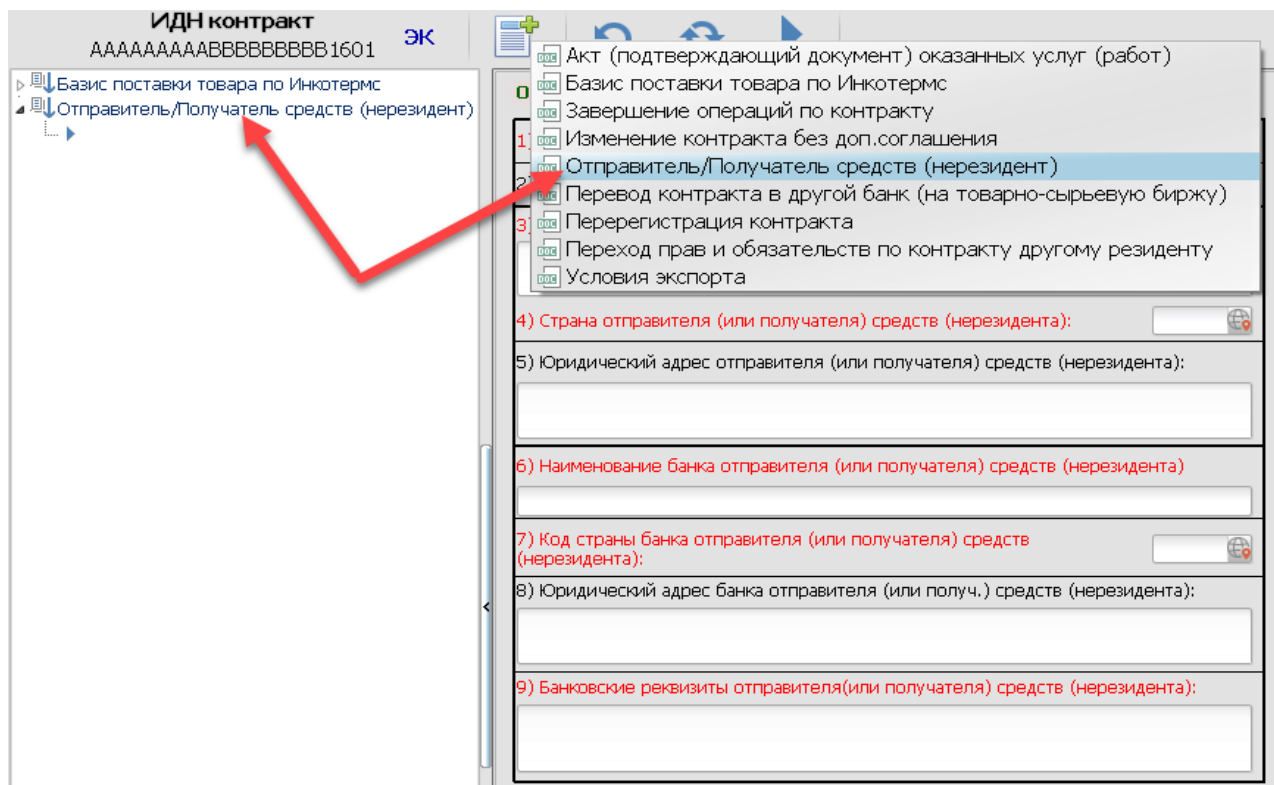 ИДН контракт
AAAAAAAAABBBBBBBBB1601
ЭК
Базис поставки товара по Инкотермс
Отправитель/Получатель средств (нерезидент)
Акт (подтверждающий документ) оказанных услуг (работ)
Базис поставки товара по Инкотермс
Завершение операций по контракту
Изменение контракта без доп.соглашения
Отправитель/Получатель средств (нерезидент)
Перевод контракта в другой банк (на товарно-сырьевую биржу)
Перерегистрация контракта
Переход прав и обязательств по контракту другому резиденту
Условия экспорта
4) Страна отправителя (или получателя) средств (нерезидента):
5) Юридический адрес отправителя (или получателя) средств (нерезидента):
6) Наименование банка отправителя (или получателя) средств (нерезидента)
7) Код страны банка отправителя (или получателя) средств
(нерезидента):
8) Юридический адрес банка отправителя (или получ.) средств (нерезидента):
9) Банковские реквизиты отправителя(или получателя) средств (нерезидента):